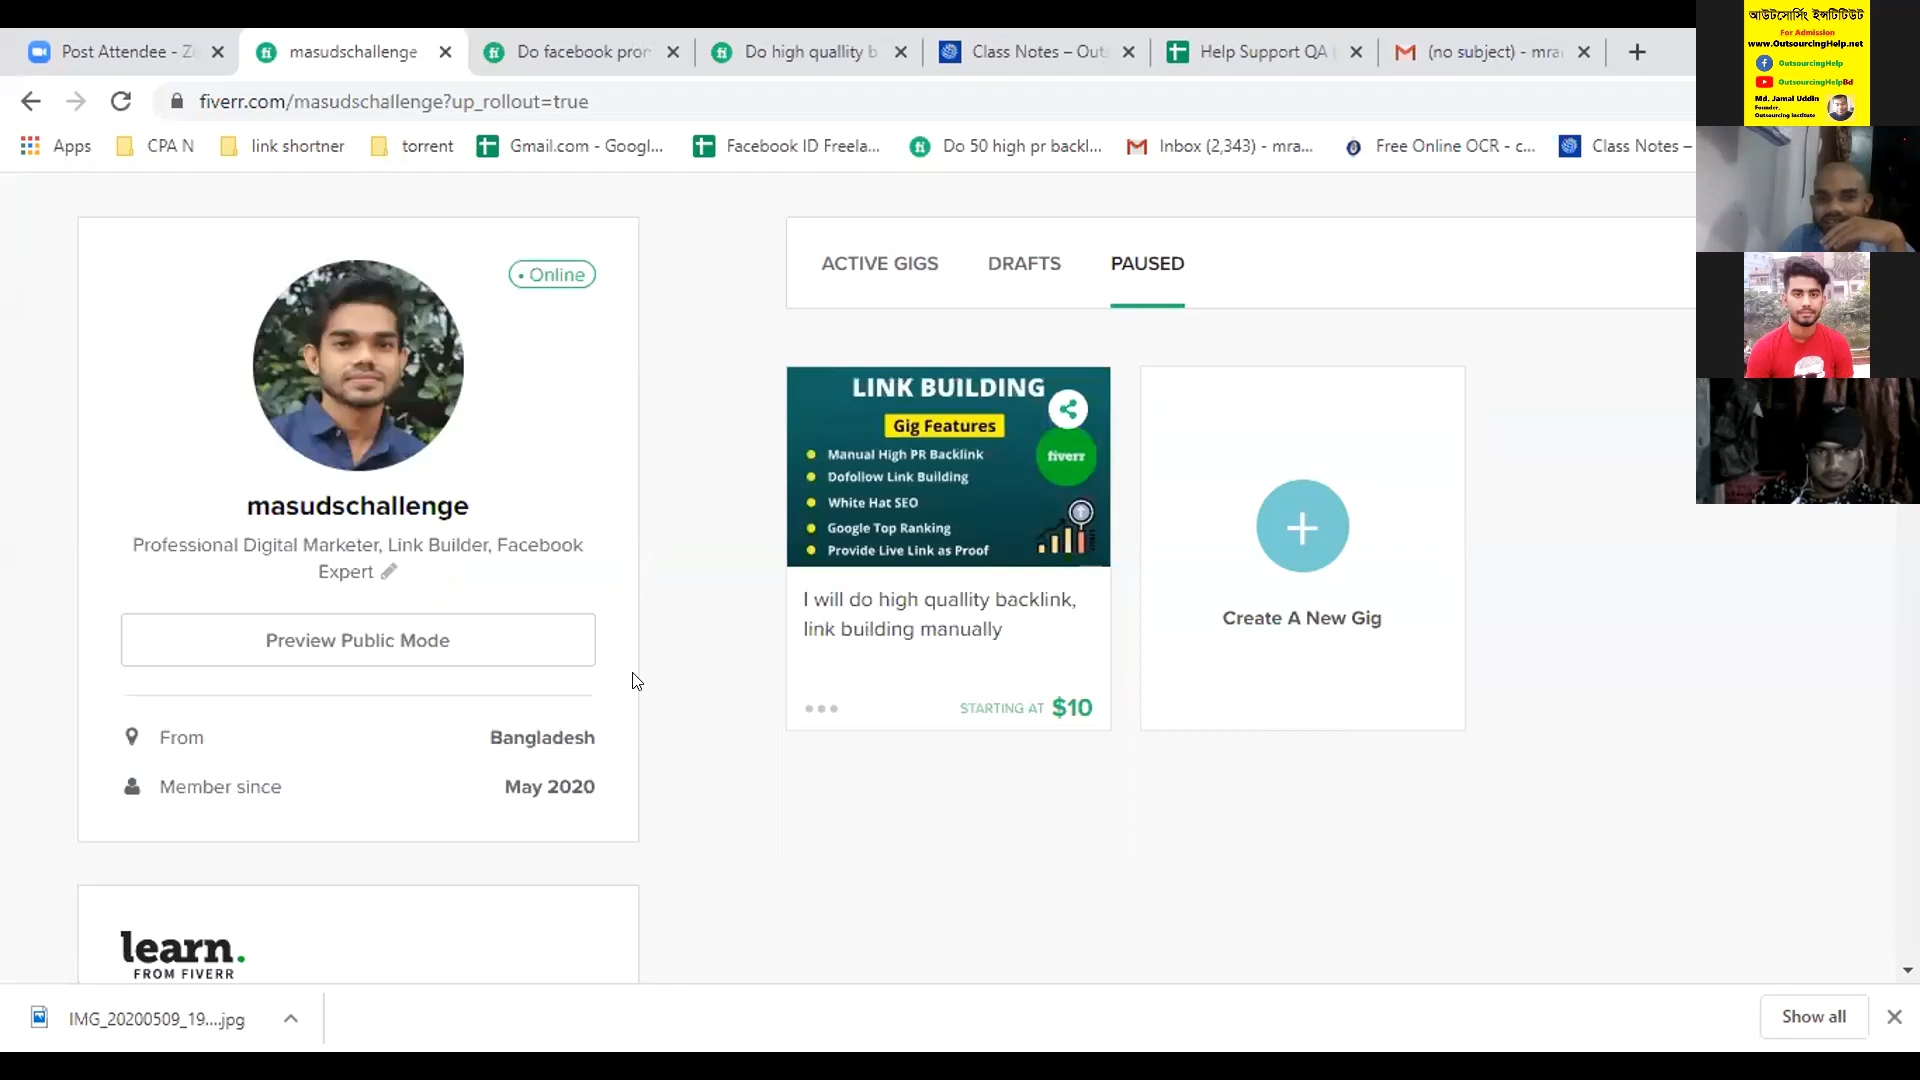 Post Attendee - Z
masudschallenge
Do facebook pror
Do high quallity b
Class Notes – Out
Help Support QA
(no subject) - mra
fiverr.com/masudschallenge?up_rollout=true
Apps
CPA N
link shortner
torrent
Gmail.com - Googl...
Facebook ID Freela...
Do 50 high pr backl...
Inbox (2,343) - mra...
Free Online OCR - c...
Class Notes –
আউটসোর্সিং ইন্সটিটিউট
For Admission
www.OutsourcingHelp.net
OutsourcingHelp
OutsourcingHelpBd
Md. Jamal Uddin
Founder,
Outsourcing Institute
• Online
masudschallenge
Professional Digital Marketer, Link Builder, Facebook
Expert
Preview Public Mode
From Bangladesh
Member since May 2020
learn.
FROM FIVERR
ACTIVE GIGS DRAFTS PAUSED
LINK BUILDING
Gig Features
Manual High PR Backlink
Dofollow Link Building
White Hat SEO
Google Top Ranking
Provide Live Link as Proof
fiverr
I will do high quallity backlink,
link building manually
STARTING AT $10
Create A New Gig
IMG_20200509_19....jpg
Show all